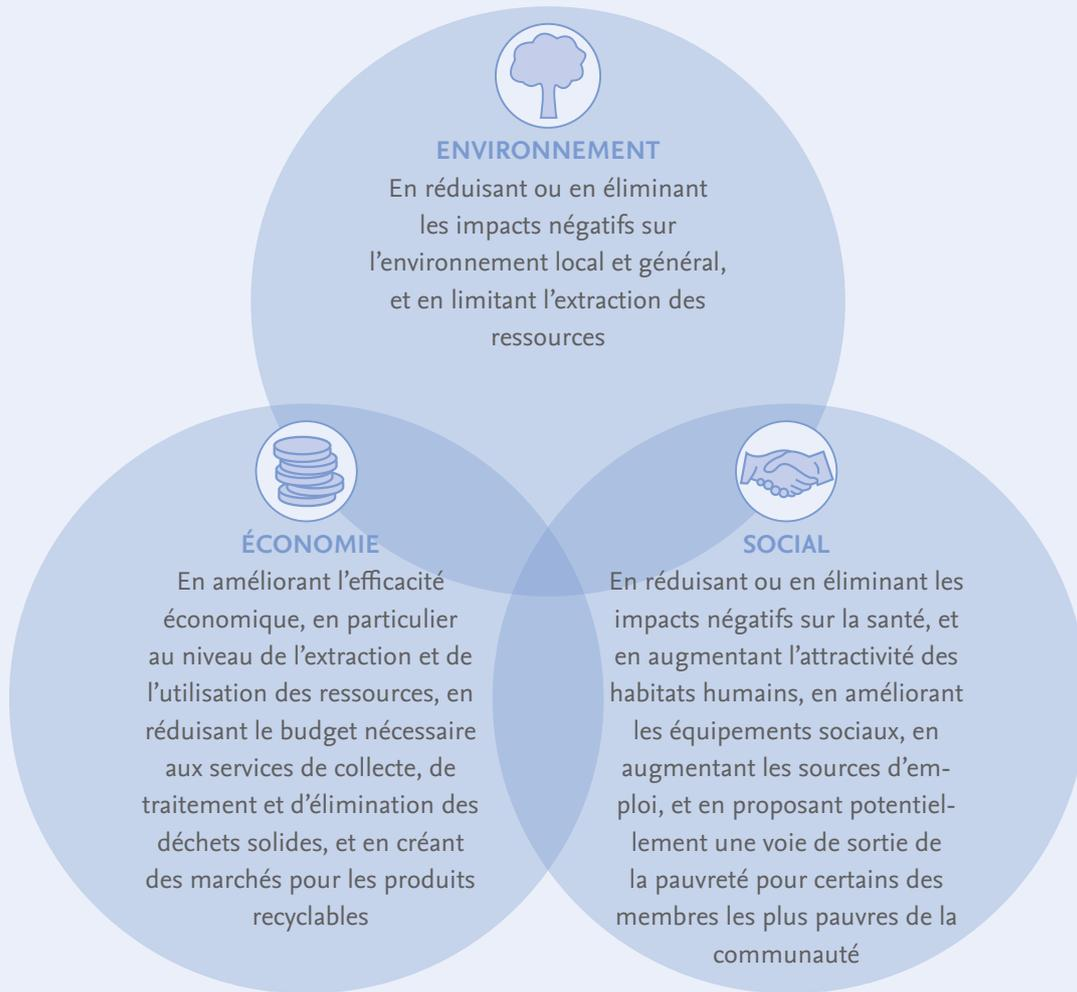 ENVIRONNEMENT
En réduisant ou en éliminant
les impacts négatifs sur
l’environnement local et général,
et en limitant l’extraction des
ressources
ÉCONOMIE
En améliorant l’efficacité
économique, en particulier
au niveau de l’extraction et de
l’utilisation des ressources, en
réduisant le budget nécessaire
aux services de collecte, de
traitement et d’élimination des
déchets solides, et en créant
des marchés pour les produits
recyclables
SOCIAL
En réduisant ou en éliminant les
impacts négatifs sur la santé, et
en augmentant l’attractivité des
habitats humains, en améliorant
les équipements sociaux, en
augmentant les sources d’em-
ploi, et en proposant potentiel-
lement une voie de sortie de
la pauvreté pour certains des
membres les plus pauvres de la
communauté